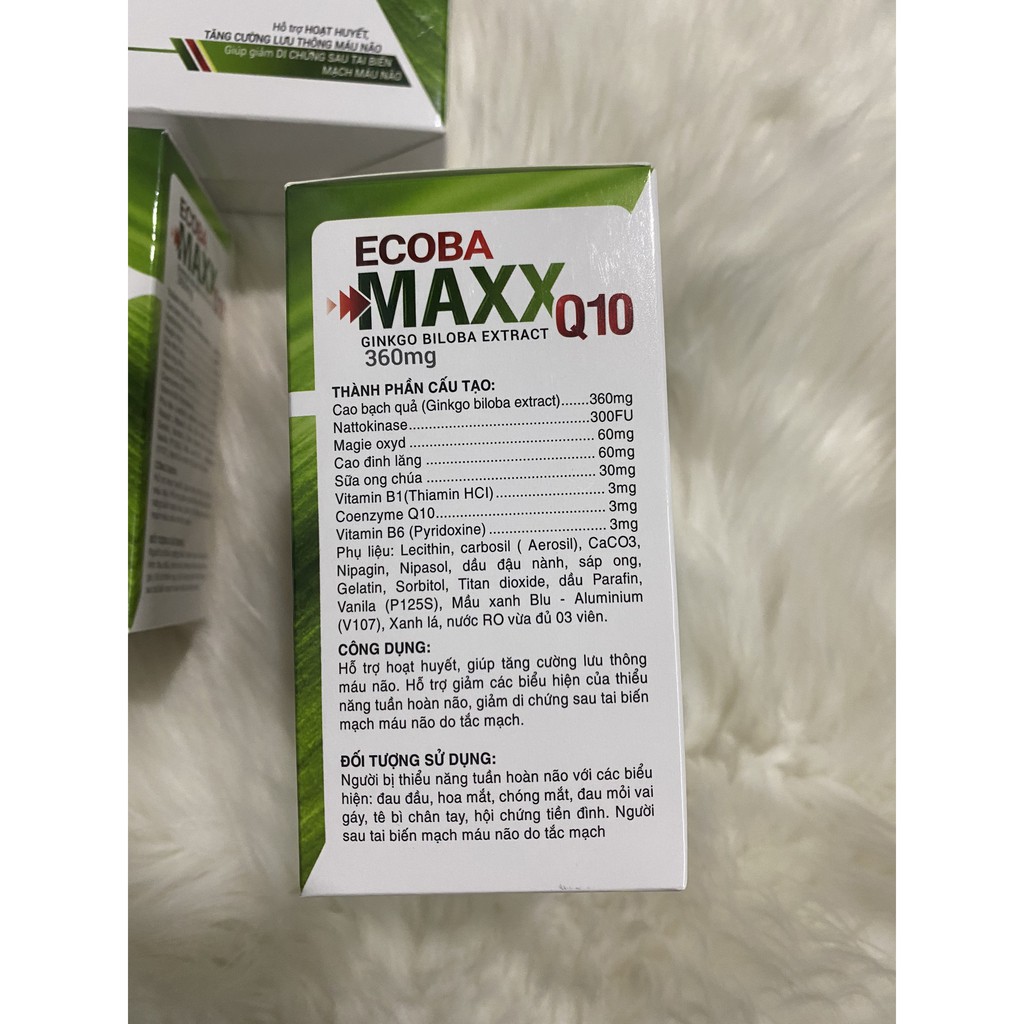 Hỗ trợ HOẠT HUYẾT,
TĂNG CƯỜNG LƯU THÔNG MÁU NÃO
Giúp giảm DI CHỨNG SAU TAI BIẾN
MẠCH MÁU NÃO
ECOBA
MAXX
ECOBA
MAXX
Q10
GINKGO BILOBA EXTRACT
360mg
THÀNH PHẦN CẤU TẠO:
Cao bạch quả (Ginkgo biloba extract).......360mg
Nattokinase..........................................300FU
Magie oxyd .......................................... 60mg
Cao đinh lăng ...................................... 60mg
Sữa ong chúa ...................................... 30mg
Vitamin B1(Thiamin HCl)......................... 3mg
Coenzyme Q10....................................... 3mg
Vitamin B6 (Pyridoxine)........................... 3mg
Phụ liệu: Lecithin, carbosil ( Aerosil), CaCO3,
Nipagin, Nipasol, dầu đậu nành, sáp ong,
Gelatin, Sorbitol, Titan dioxide, dầu Parafin,
Vanila (P125S), Mầu xanh Blu - Aluminium
(V107), Xanh lá, nước RO vừa đủ 03 viên.
CÔNG DỤNG:
Hỗ trợ hoạt huyết, giúp tăng cường lưu thông
máu não. Hỗ trợ giảm các biểu hiện của thiểu
năng tuần hoàn não, giảm di chứng sau tai biến
mạch máu não do tắc mạch.
ĐỐI TƯỢNG SỬ DỤNG:
Người bị thiểu năng tuần hoàn não với các biểu
hiện: đau đầu, hoa mắt, chóng mắt, đau mỏi vai
gáy, tê bì chân tay, hội chứng tiền đình. Người
sau tai biến mạch máu não do tắc mạch